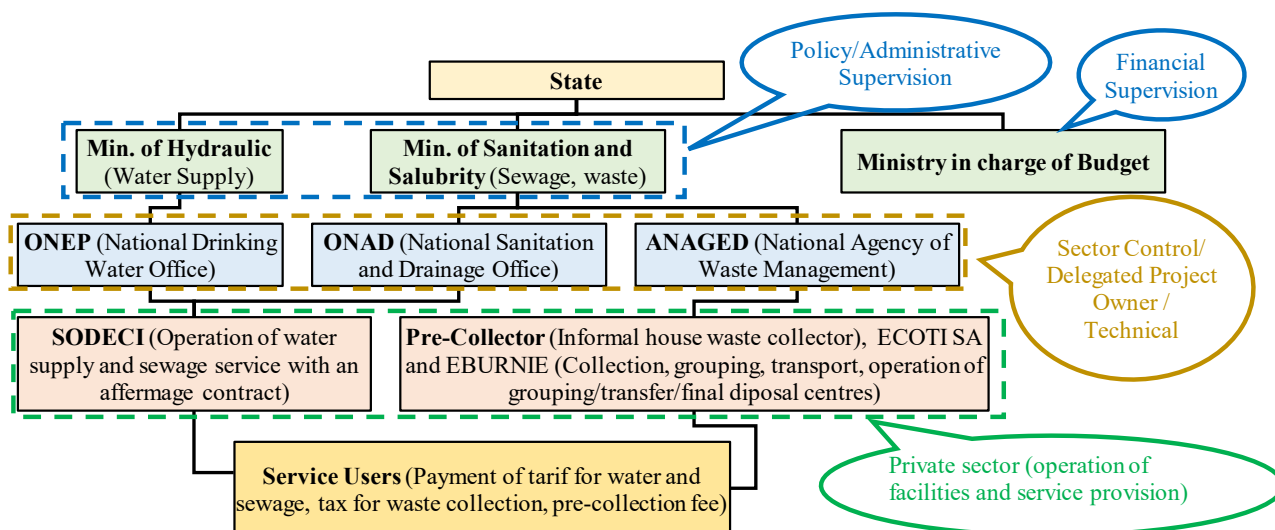 Policy/Administrative
Supervision
Financial
Supervision
State
Min. of Hydraulic
(Water Supply)
Min. of Sanitation and
Salubrity (Sewage, waste)
Ministry in charge of Budget
ONEP (National Drinking
Water Office)
ONAD (National Sanitation
and Drainage Office)
ANAGED (National Agency of
Waste Management)
Sector Control/
Delegated Project
Owner /
Technical
SODECI (Operation of water
supply and sewage service with an
affermage contract)
Pre-Collector (Informal house waste collector), ECOTI SA
and EBURNIE (Collection, grouping, transport, operation of
grouping/transfer/final diposal centres)
Service Users (Payment of tarif for water and
sewage, tax for waste collection, pre-collection fee)
Private sector (operation of
facilities and service provision)